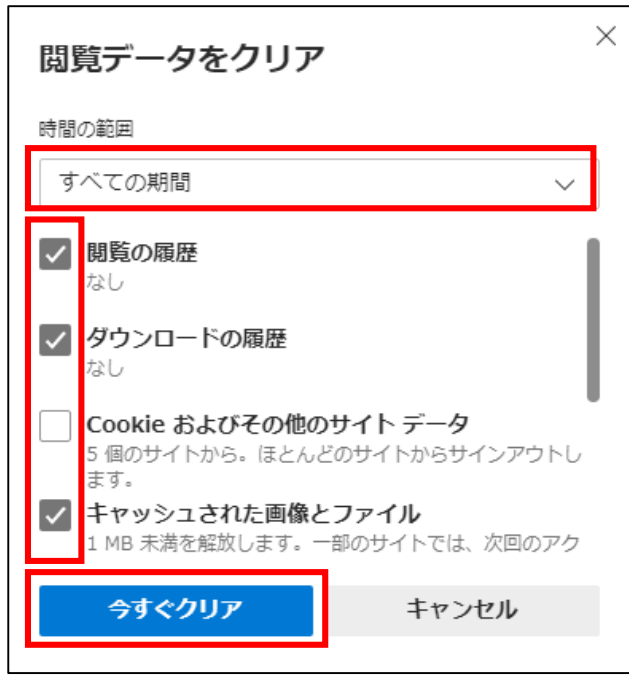 閲覧データをクリア
時間の範囲
すべての期間
閲覧の履歴
なし
ダウンロードの履歴
なし
Cookie およびその他のサイト データ
5 個のサイトから。ほとんどのサイトからサインアウトし
ます。
キャッシュされた画像とファイル
1 MB 未満を解放します。一部のサイトでは、次回のアク
今すぐクリア
キャンセル